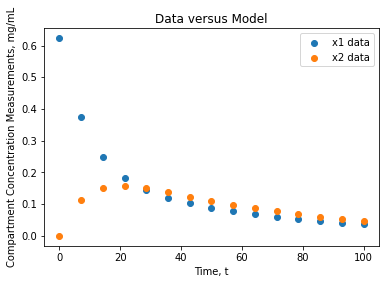 Data versus Model
x1 data
x2 data
Compartment Concentration Measurements, mg/mL
0.6
0.5
0.4
0.3
0.2
0.1
0.0
0 20 40 60 80 100
Time, t